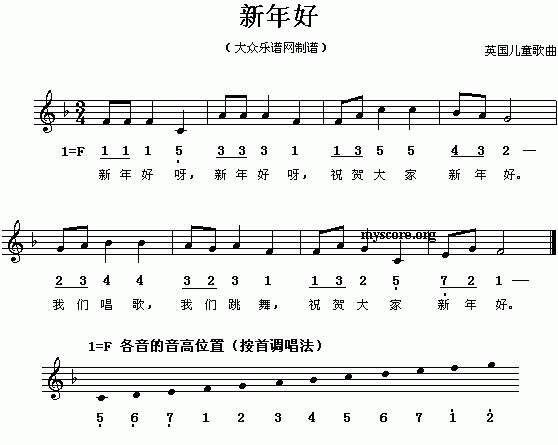 新年好
（大众乐谱网制谱）
英国儿童歌曲
3
4
1=F 1 1 1 5 3 3 3 1 1 3 5 5 4 3 2 —
新 年 好 呀, 新 年 好 呀, 祝 贺 大 家 新 年 好。
myscore.org
2 3 4 4 3 2 3 1 1 3 2 5 7 2 1 —
我 们 唱 歌, 我 们 跳 舞, 祝 贺 大 家 新 年 好。
1=F 各音的音高位置（按首调唱法）
5 6 7 1 2 3 4 5 6 7 1 2